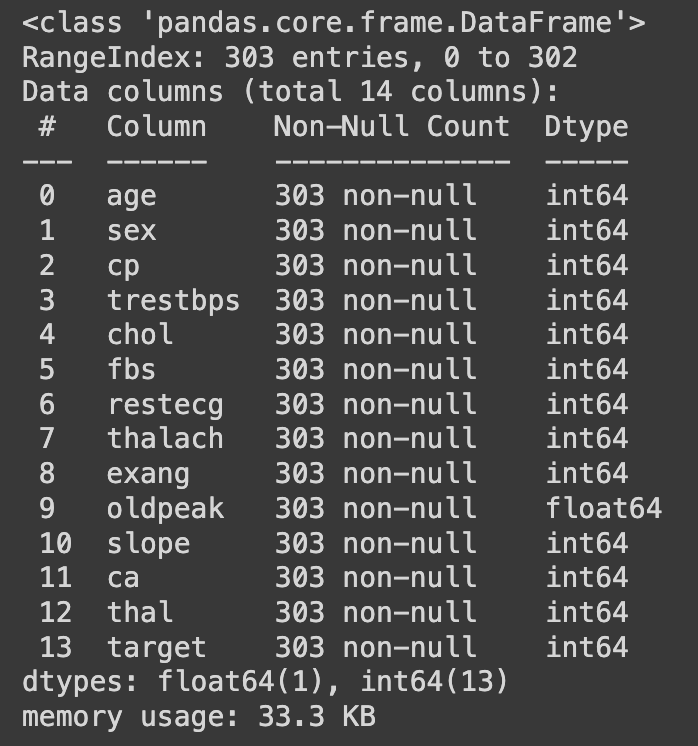 <class 'pandas.core.frame.DataFrame'>
RangeIndex: 303 entries, 0 to 302
Data columns (total 14 columns):
 #   Column    Non-Null Count  Dtype
---  ------    --------------  -----
 0   age       303 non-null    int64
 1   sex       303 non-null    int64
 2   cp        303 non-null    int64
 3   trestbps  303 non-null    int64
 4   chol      303 non-null    int64
 5   fbs       303 non-null    int64
 6   restecg   303 non-null    int64
 7   thalach   303 non-null    int64
 8   exang     303 non-null    int64
 9   oldpeak   303 non-null    float64
 10  slope     303 non-null    int64
 11  ca        303 non-null    int64
 12  thal      303 non-null    int64
 13  target    303 non-null    int64
dtypes: float64(1), int64(13)
memory usage: 33.3 KB